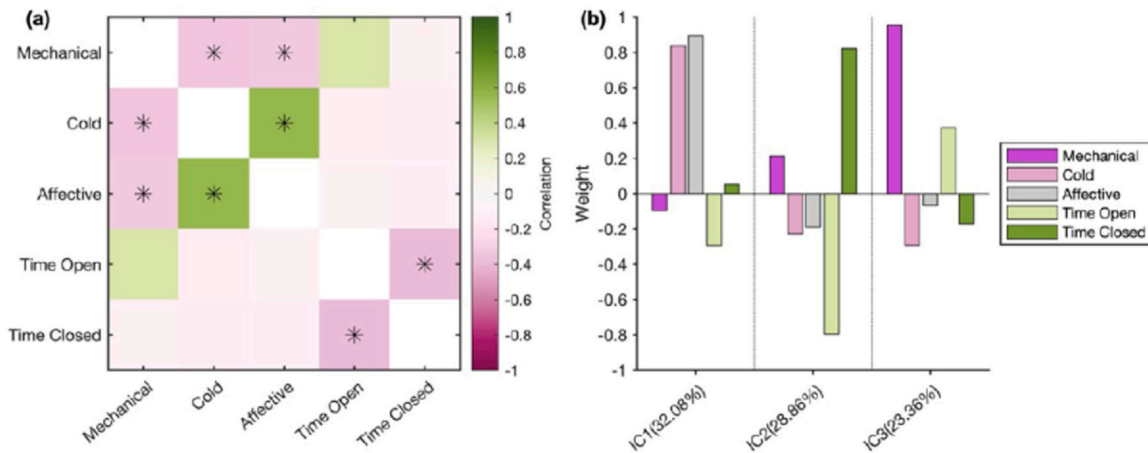 (a)
Mechanical
Cold
Affective
Time Open
Time Closed
Mechanical
Cold
Affective
Time Open
Time Closed
1
0.8
0.6
0.4
0.2
0
-0.2
-0.4
-0.6
-0.8
-1
Correlation
(b)
1
0.8
0.6
0.4
0.2
0
-0.2
-0.4
-0.6
-0.8
-1
Weight
IC1(32.08%)
IC2(28.86%)
IC3(23.36%)
Mechanical
Cold
Affective
Time Open
Time Closed